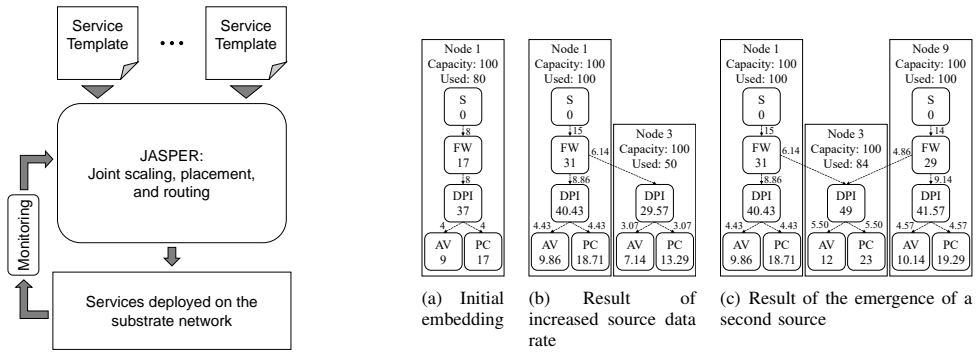 Service
Template
...
Service
Template
JASPER:
Joint scaling, placement,
and routing
Monitoring
Services deployed on the
substrate network
Node 1
Capacity: 100
Used: 80
S
0
8
FW
17
8
DPI
37
4
4
AV
9
PC
17
(a) Initial
embedding
Node 1
Capacity: 100
Used: 100
S
0
15
FW
31
6.14
8.86
DPI
40.43
4.43
4.43
AV
9.86
PC
18.71
Node 3
Capacity: 100
Used: 50
DPI
29.57
3.07
3.07
AV
7.14
PC
13.29
(b) Result of
increased source data
rate
Node 1
Capacity: 100
Used: 100
S
0
15
FW
31
6.14
8.86
DPI
40.43
4.43
4.43
AV
9.86
PC
18.71
Node 3
Capacity: 100
Used: 84
DPI
49
5.50
5.50
AV
12
PC
23
Node 9
Capacity: 100
Used: 100
S
0
14
4.86
FW
29
9.14
DPI
41.57
4.57
4.57
AV
10.14
PC
19.29
(c) Result of the emergence of a
second source